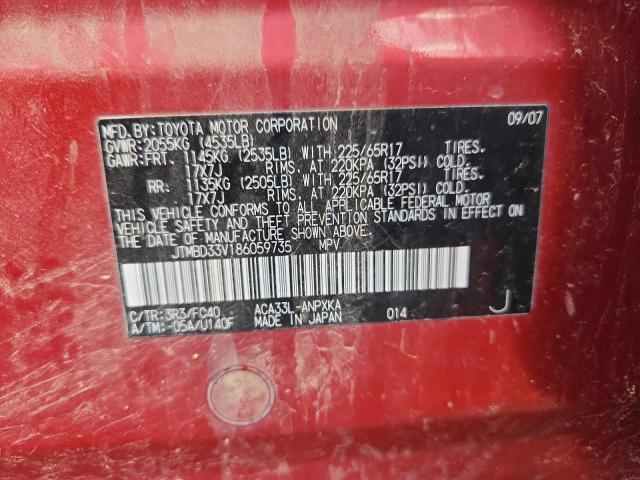 MFD. BY: TOYOTA MOTOR CORPORATION 09/07
GVWR: 2055KG (4535LB)
GAWR: FRT. 1145KG (2535LB) WITH 225/65R17 TIRES.
17X7J RIMS, AT 220KPA (32PSI) COLD.
RR. 1135KG (2505LB) WITH 225/65R17 TIRES.
17X7J RIMS, AT 220KPA (32PSI) COLD.
THIS VEHICLE CONFORMS TO ALL APPLICABLE FEDERAL MOTOR
VEHICLE SAFETY AND THEFT PREVENTION STANDARDS IN EFFECT ON
THE DATE OF MANUFACTURE SHOWN ABOVE.
JTMBD33V186059735 MPV
C/TR: 3R3/FC40 ACA33L-ANPXKA
A/TM: -05A/U140F MADE IN JAPAN 014 J